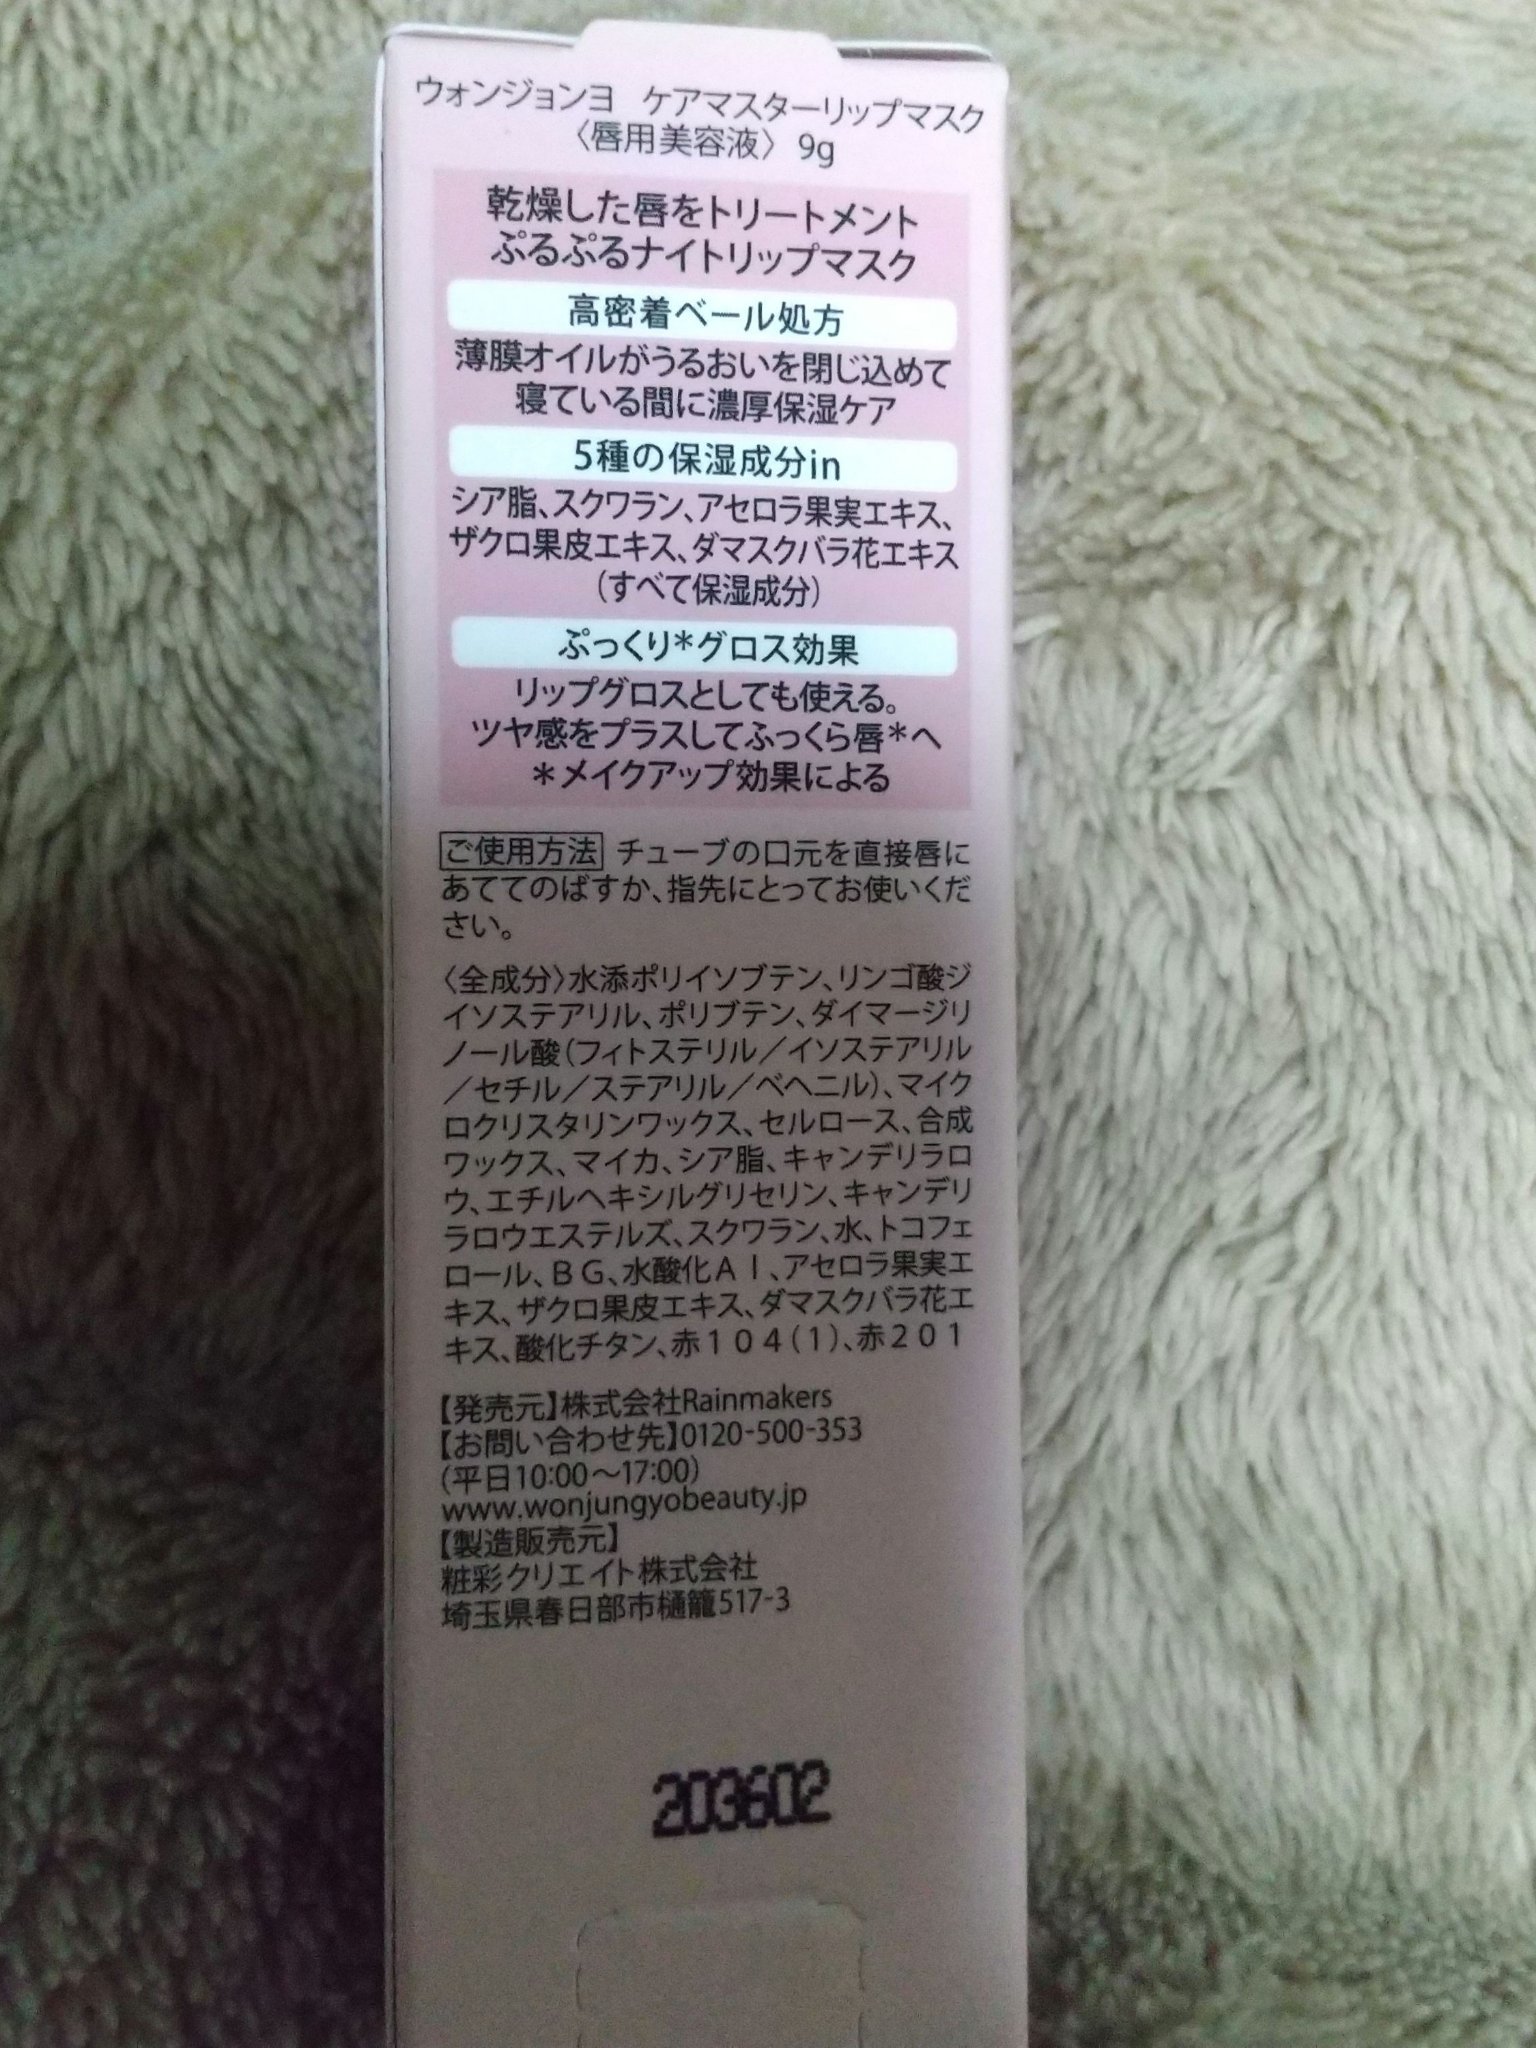 ウォンジョンヨ　ケアマスターリップマスク
〈唇用美容液〉 9g
乾燥した唇をトリートメント
ぷるぷるナイトリップマスク
高密着ベール処方
薄膜オイルがうるおいを閉じ込めて
寝ている間に濃厚保湿ケア
5種の保湿成分in
シア脂、スクワラン、アセロラ果実エキス、
ザクロ果皮エキス、ダマスクバラ花エキス
(すべて保湿成分)
ぷっくり*グロス効果
リップグロスとしても使える。
ツヤ感をプラスしてふっくら唇*へ
*メイクアップ効果による
ご使用方法 チューブの口元を直接唇に
あててのばすか、指先にとってお使いくだ
さい。
〈全成分〉水添ポリイソブテン、リンゴ酸ジ
イソステアリル、ポリブテン、ダイマージリ
ノール酸(フィトステリル／イソステアリル
／セチル／ステアリル／ベヘニル)、マイク
ロクリスタリンワックス、セルロース、合成
ワックス、マイカ、シア脂、キャンデリラロ
ウ、エチルヘキシルグリセリン、キャンデリ
ラロウエステルズ、スクワラン、水、トコフェ
ロール、ＢＧ、水酸化Ａｌ、アセロラ果実エ
キス、ザクロ果皮エキス、ダマスクバラ花エ
キス、酸化チタン、赤１０４(１)、赤２０１
【発売元】株式会社Rainmakers
【お問い合わせ先】0120-500-353
(平日10:00〜17:00)
www.wonjungyobeauty.jp
【製造販売元】
粧彩クリエイト株式会社
埼玉県春日部市樋籠517-3
203602